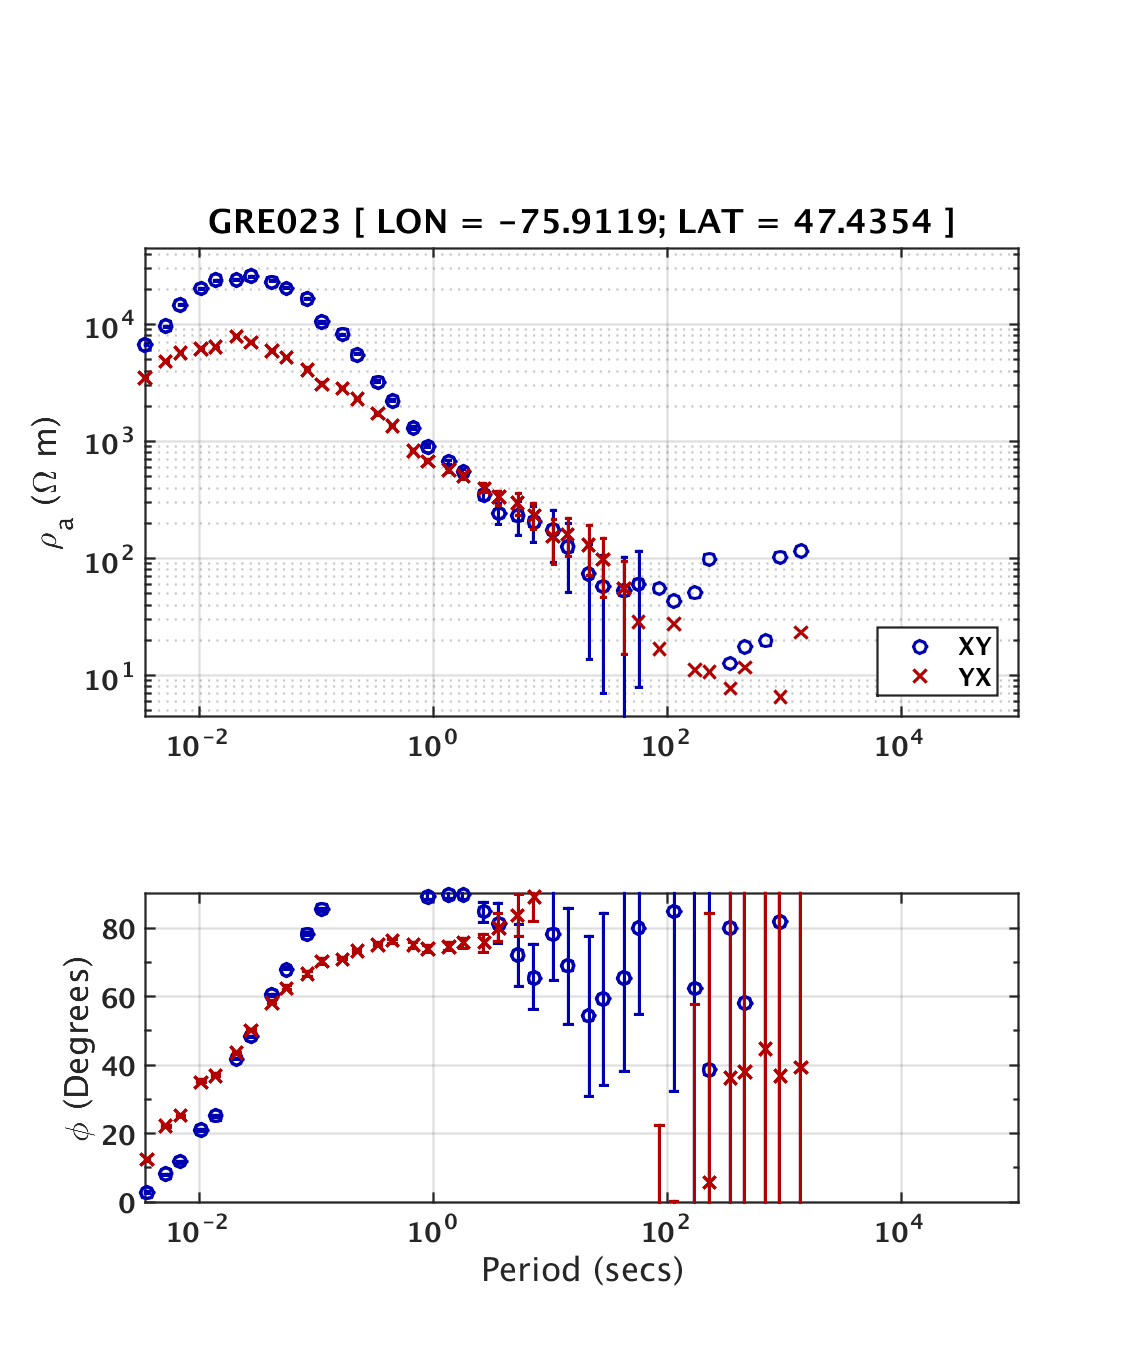 GRE023 [ LON = -75.9119; LAT = 47.4354 ]
ρa (Ω m)
10^4
10^3
10^2
10^1
XY
YX
10^-2 10^0 10^2 10^4
ϕ (Degrees)
80
60
40
20
0
10^-2 10^0 10^2 10^4
Period (secs)